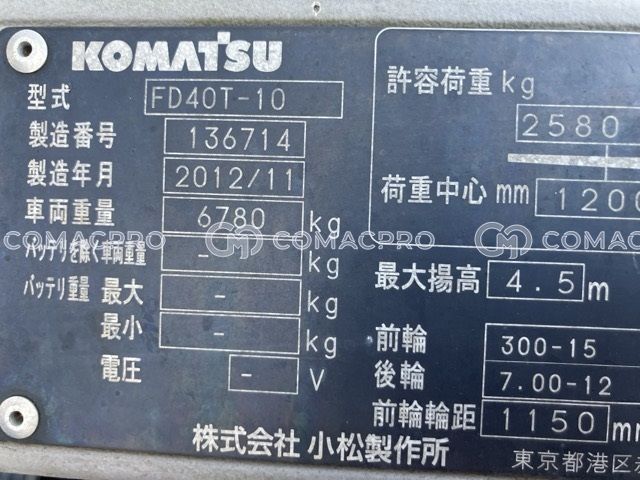 KOMATSU
型式 FD40T-10
製造番号 136714
製造年月 2012/11
車両重量 6780 kg
バッテリを除く車両重量 - kg
バッテリ重量 最大 - kg
最小 - kg
電圧 - V
許容荷重 kg
2580
荷重中心 mm 1200
最大揚高 4.5 m
前輪 300-15
後輪 7.00-12
前輪輪距 1150 mm
株式会社 小松製作所
東京都港区
COMACPRO COMACPRO COMACPRO